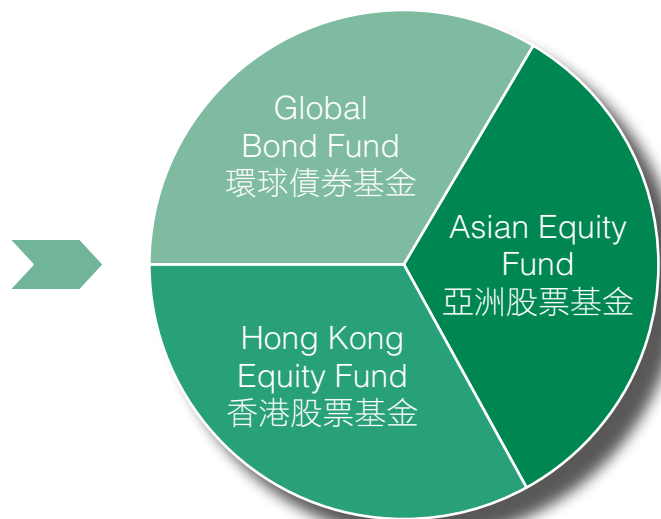 Global
Bond Fund
環球債券基金
Asian Equity
Fund
亞洲股票基金
Hong Kong
Equity Fund
香港股票基金